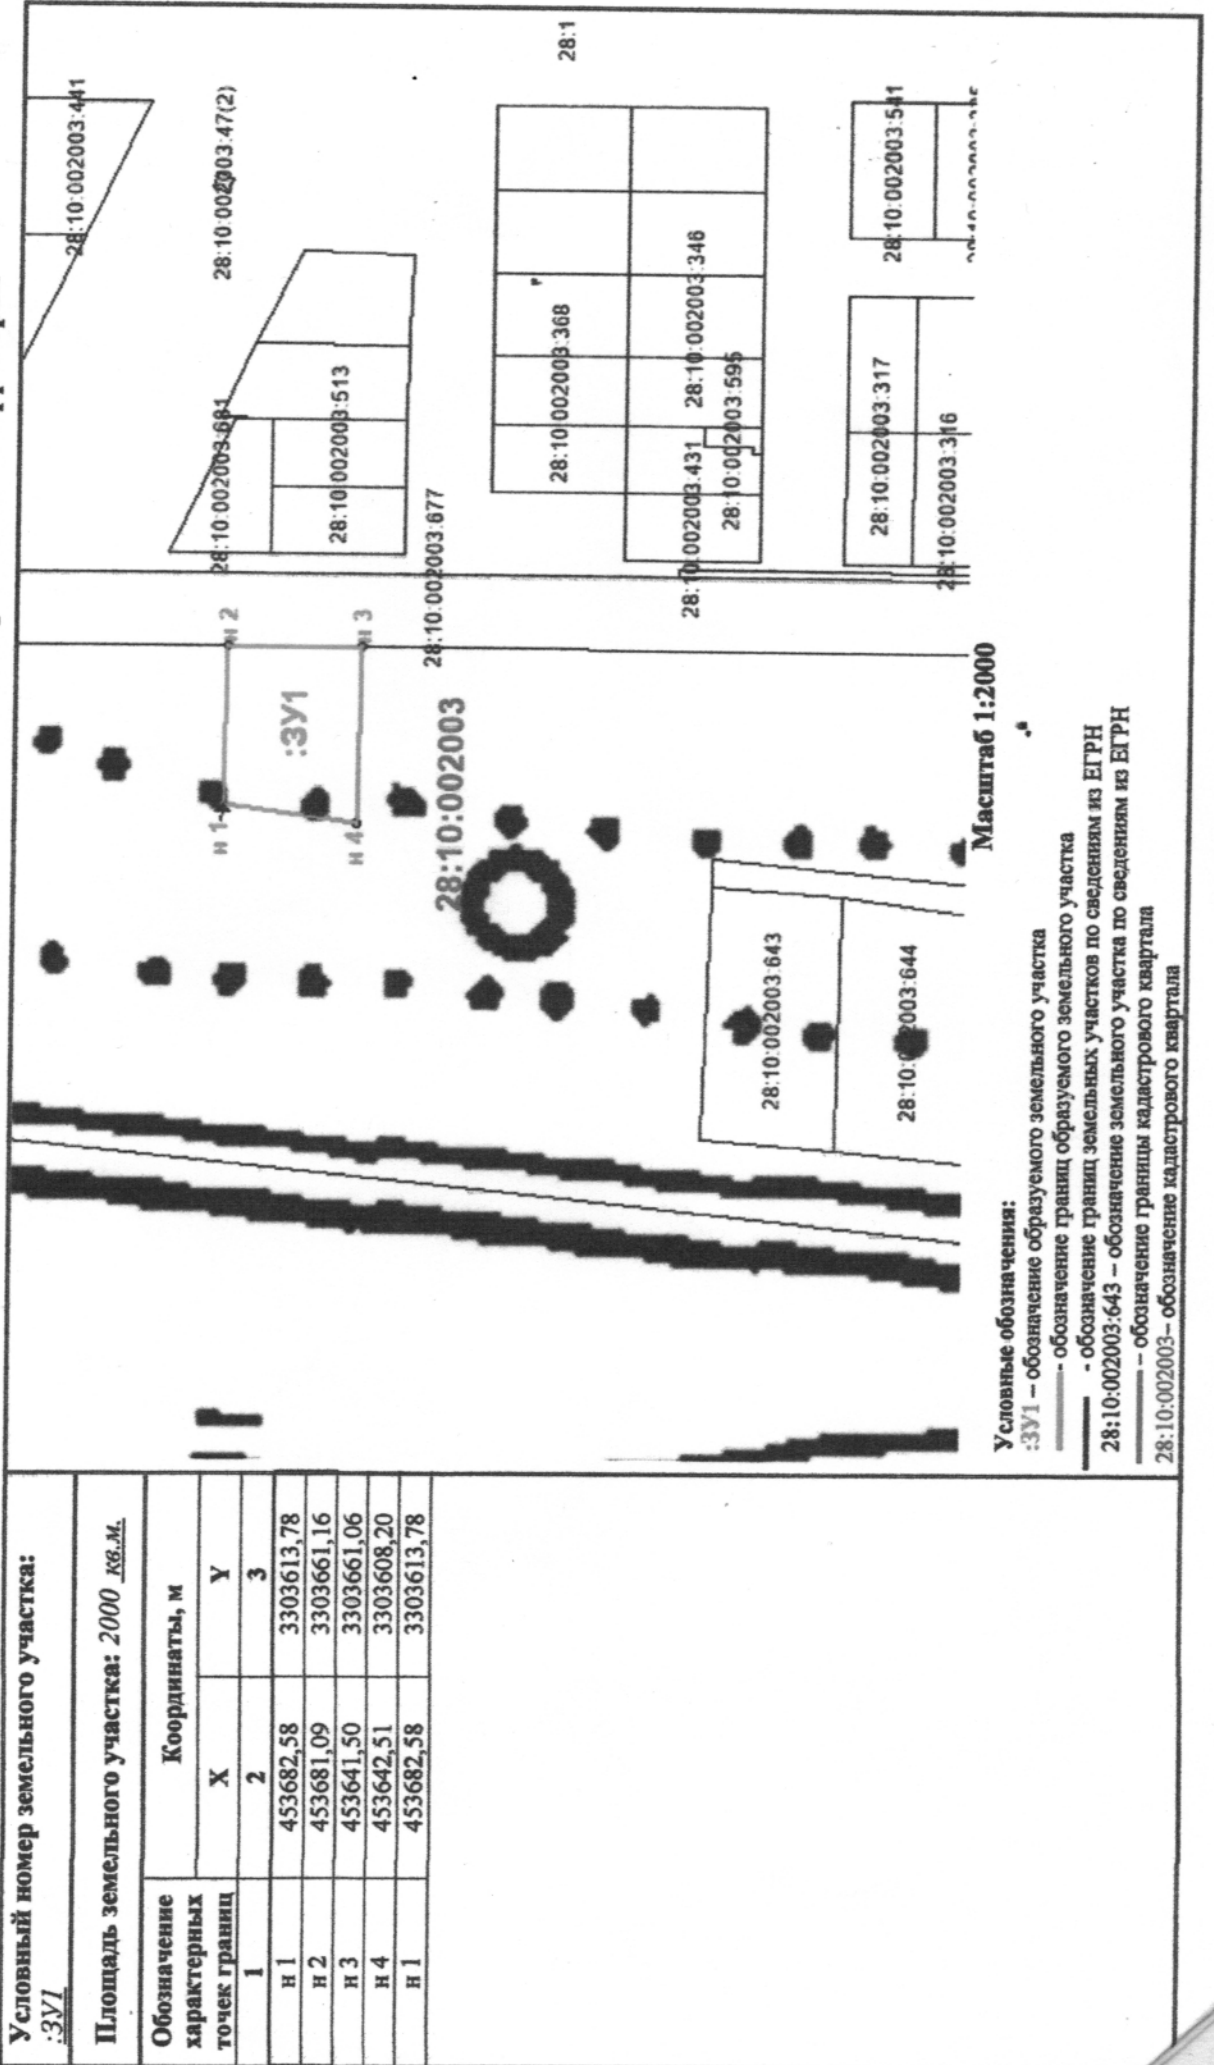 Условный номер земельного участка:
:ЗУ1
Площадь земельного участка: 2000 кв.м.
Обозначение характерных точек границ
Координаты, м
X
Y
1
2
3
н 1
453682,58
3303613,78
н 2
453681,09
3303661,16
н 3
453641,50
3303661,06
н 4
453642,51
3303608,20
н 1
453682,58
3303613,78
28:10:002003:441
28:10:002003:47(2)
28:1
28:10:002003:681
28:10:002003:513
28:10:002003:677
28:10:002003:368
28:10:002003:346
28:10:002003:595
28:10:002003:431
28:10:002003:541
28:10:002003:317
28:10:002003:316
н 1
н 2
н 3
н 4
:ЗУ1
28:10:002003
28:10:002003:643
28:10:002003:644
Масштаб 1:2000
Условные обозначения:
:ЗУ1 – обозначение образуемого земельного участка
- обозначение границ образуемого земельного участка
- обозначение границ земельных участков по сведениям из ЕГРН
28:10:002003:643 – обозначение земельного участка по сведениям из ЕГРН
– обозначение границы кадастрового квартала
28:10:002003– обозначение кадастрового квартала